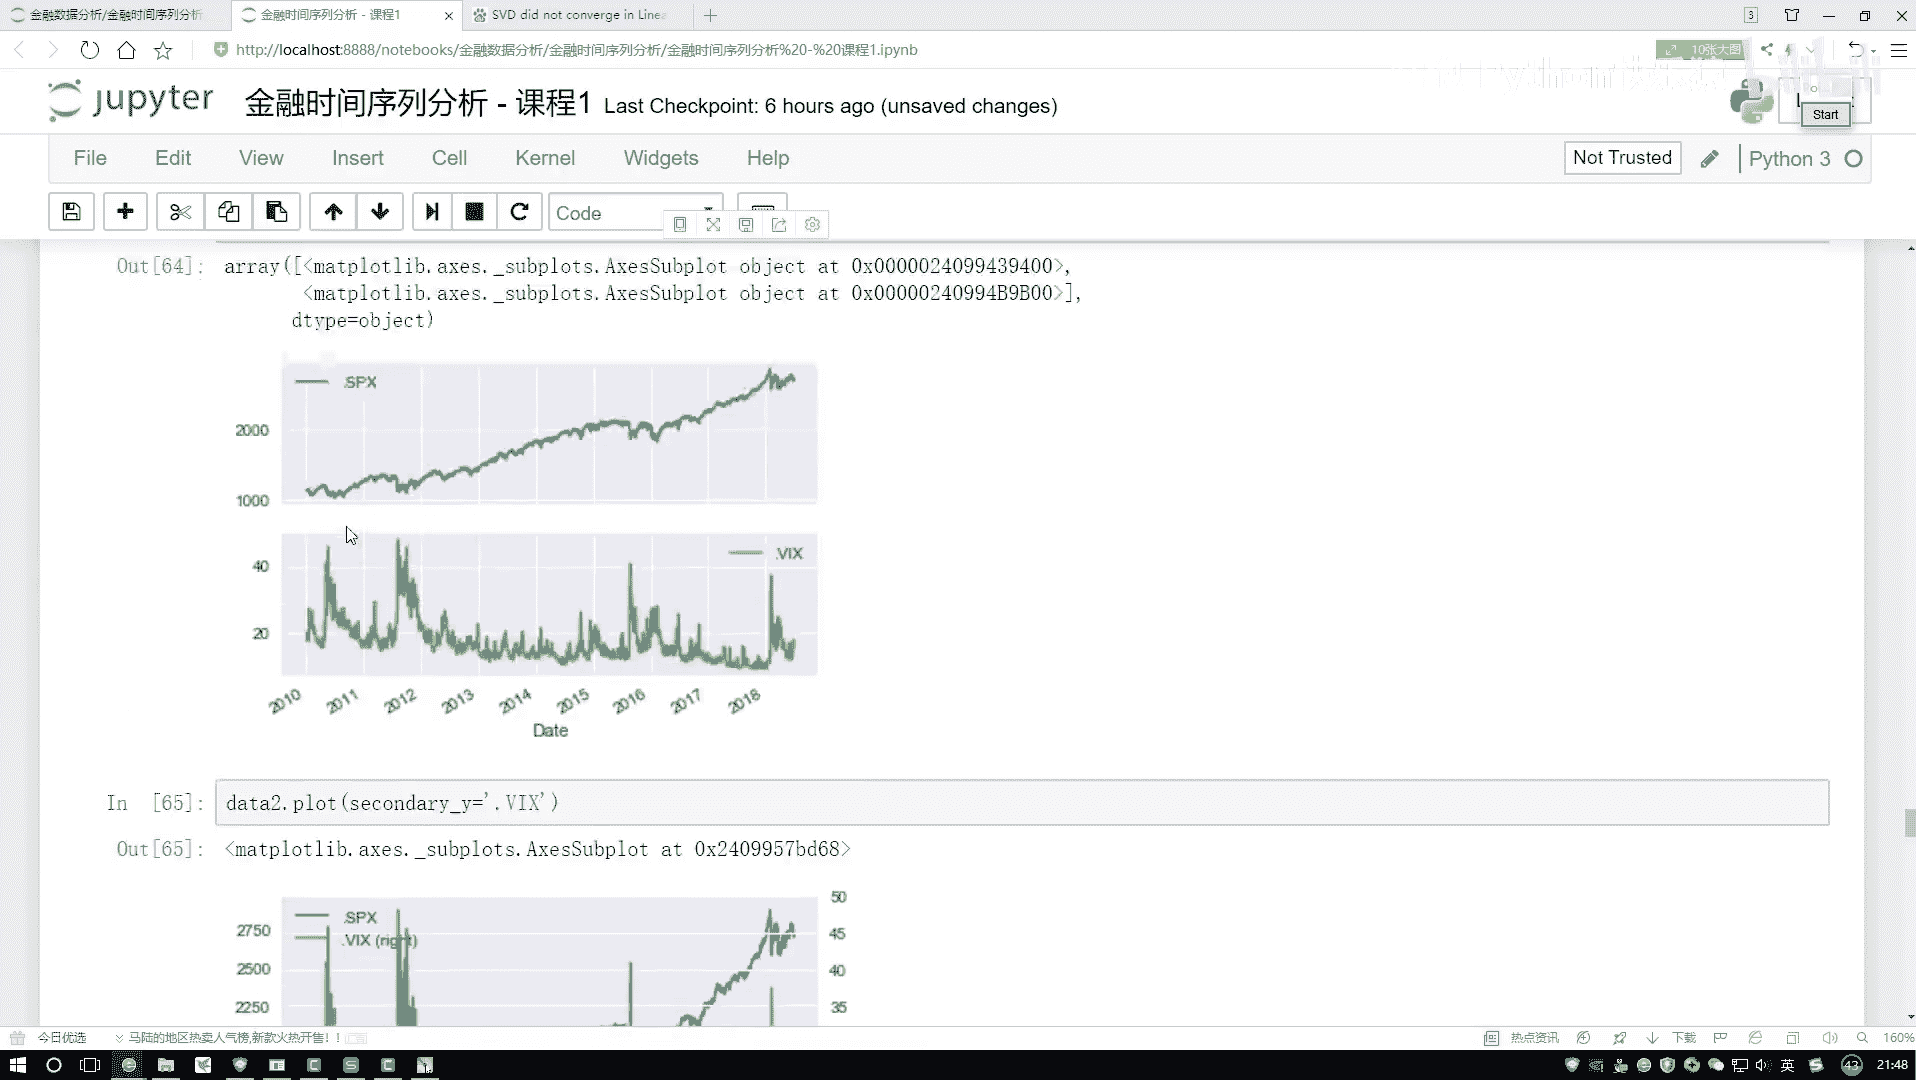 金融数据分析/金融时间序列分析
金融时间序列分析 - 课程1
SVD did not converge in Linea
3
http://localhost:8888/notebooks/金融数据分析/金融时间序列分析/金融时间序列分析%20-%20课程1.ipynb
10张大图
jupyter
金融时间序列分析 - 课程1
Last Checkpoint: 6 hours ago (unsaved changes)
Start
File Edit View Insert Cell Kernel Widgets Help
Not Trusted
Python 3
Code
Out[64]: array([<matplotlib.axes._subplots.AxesSubplot object at 0x0000024099439400>,
<matplotlib.axes._subplots.AxesSubplot object at 0x00000240994B9B00>],
dtype=object)
.SPX
2000
1000
.VIX
40
20
2010 2011 2012 2013 2014 2015 2016 2017 2018
Date
In [65]: data2.plot(secondary_y='.VIX')
Out[65]: <matplotlib.axes._subplots.AxesSubplot at 0x2409957bd68>
.SPX
.VIX (right)
2750
2500
2250
50
45
40
35
今日优选
马陆的地区热卖人气榜,新款火热开售!!
热点资讯
下载
160%
英
43
21:48